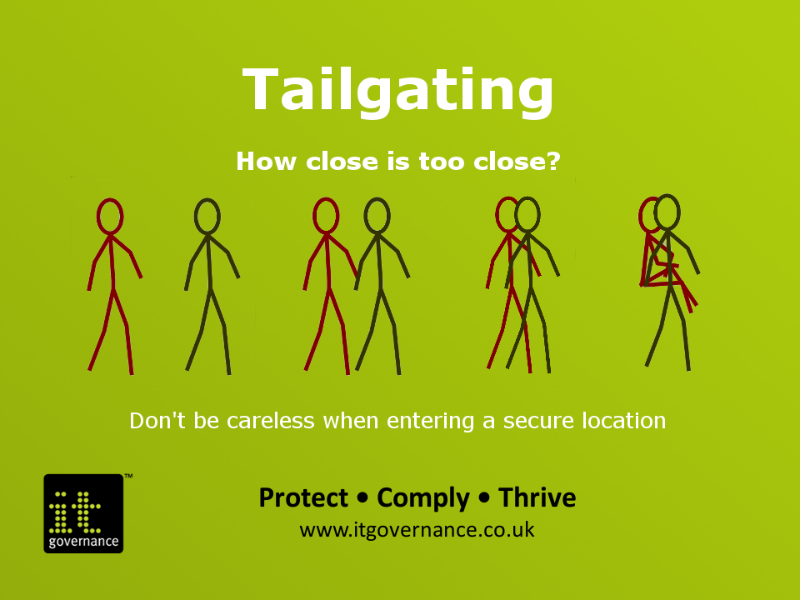 Tailgating
How close is too close?
Don't be careless when entering a secure location
it
governance
™
Protect • Comply • Thrive
www.itgovernance.co.uk